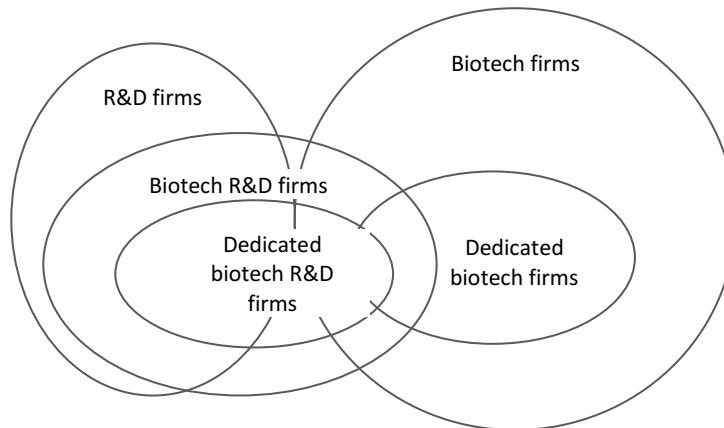 Biotech firms
R&D firms
Biotech R&D firms
Dedicated
biotech R&D
firms
Dedicated
biotech firms